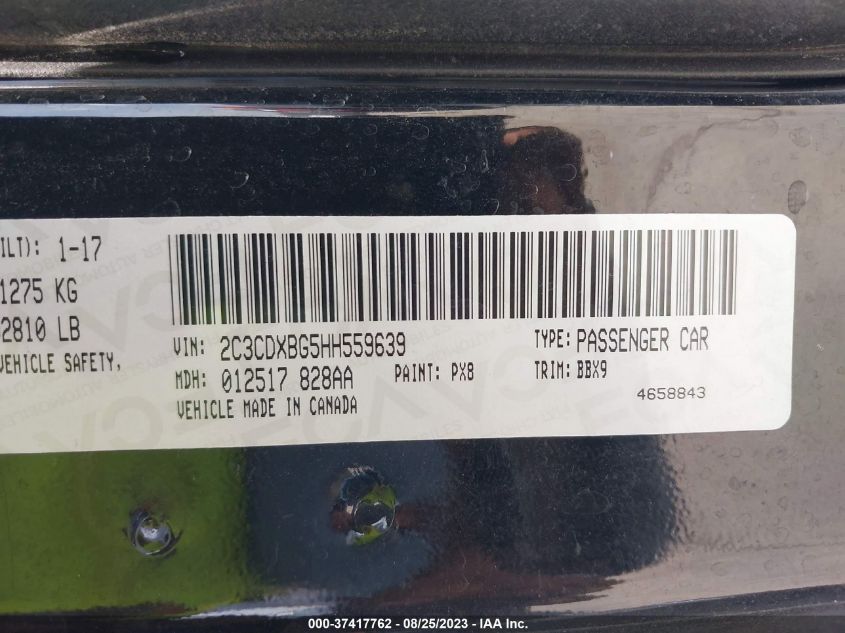 ILT): 1-17
1275 KG
2810 LB
VEHICLE SAFETY,
VIN: 2C3CDXBG5HH559639 TYPE: PASSENGER CAR
MDH: 012517 828AA PAINT: PX8 TRIM: BBX9
VEHICLE MADE IN CANADA 4658843
000-37417762 - 08/25/2023 - IAA Inc.